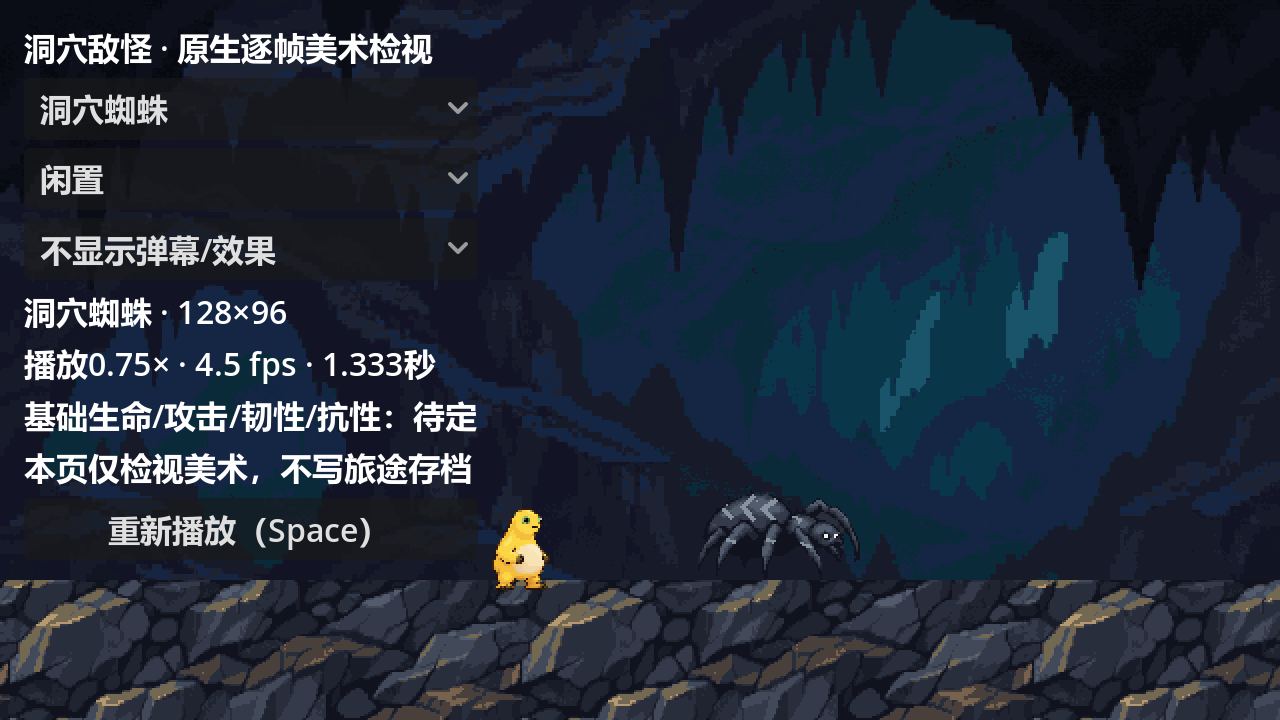 洞穴敌怪 · 原生逐帧美术检视
洞穴蜘蛛
闲置
不显示弹幕/效果
洞穴蜘蛛 · 128×96
播放0.75× · 4.5 fps · 1.333秒
基础生命/攻击/韧性/抗性：待定
本页仅检视美术，不写旅途存档
重新播放（Space）